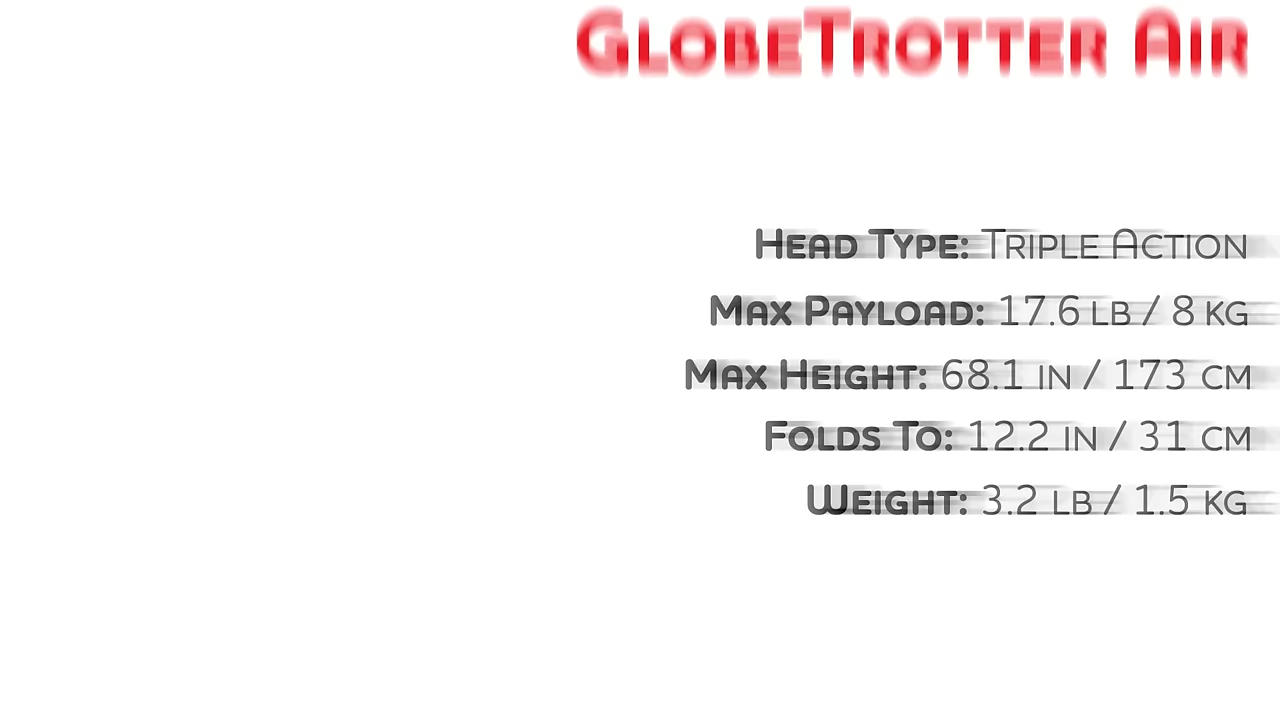 GlobeTrotter Air
Head Type: Triple Action
Max Payload: 17.6 lb / 8 kg
Max Height: 68.1 in / 173 cm
Folds To: 12.2 in / 31 cm
Weight: 3.2 lb / 1.5 kg